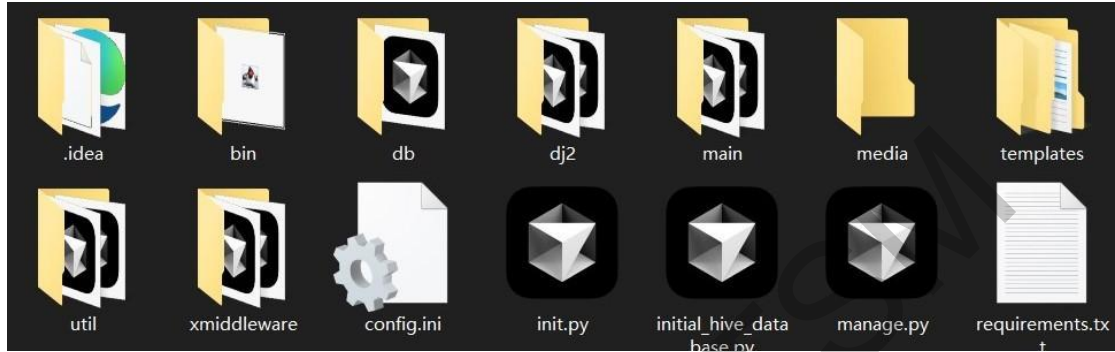 .idea
bin
db
dj2
main
media
templates
util
xmiddleware
config.ini
init.py
initial_hive_data
base.py
manage.py
requirements.tx
t